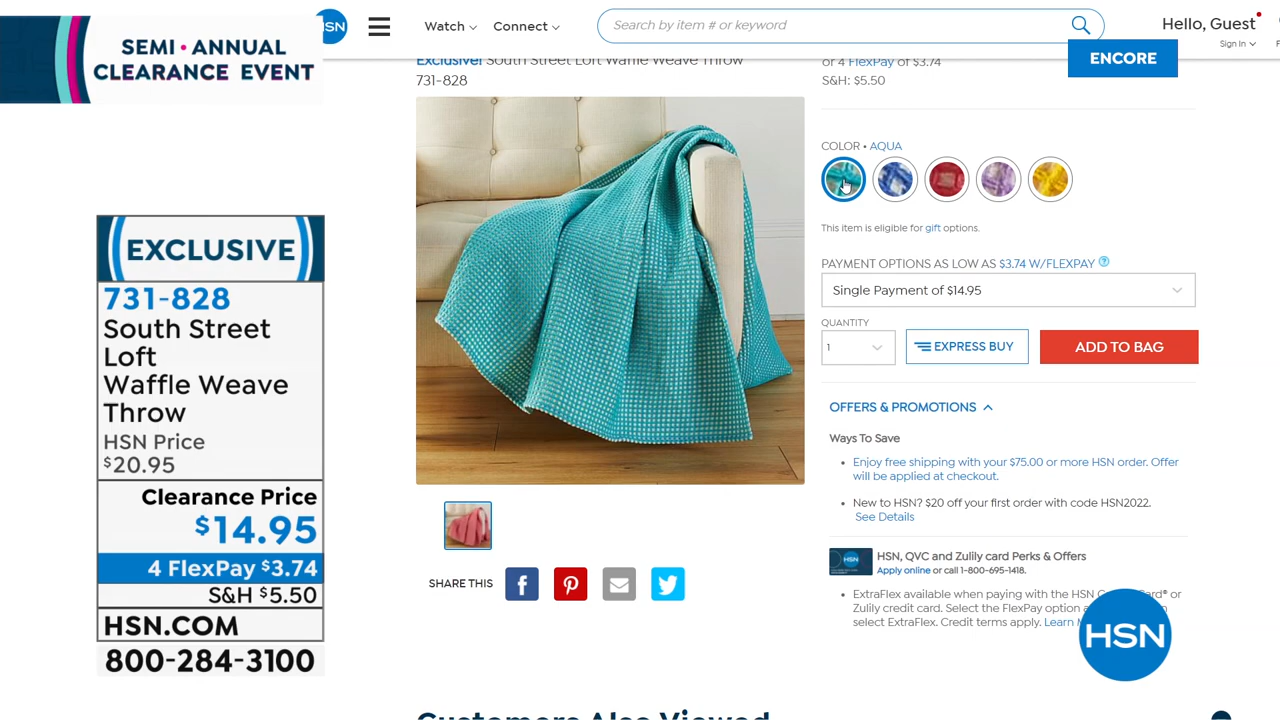 SEMI • ANNUAL
CLEARANCE EVENT
HSN
Watch
Connect
Search by item # or keyword
Hello, Guest
Sign In
ENCORE
Exclusive! South Street Loft Waffle Weave Throw
731-828
or 4 FlexPay of $3.74
S&H: $5.50
COLOR • AQUA
This item is eligible for gift options.
PAYMENT OPTIONS AS LOW AS $3.74 W/FLEXPAY ?
Single Payment of $14.95
QUANTITY
1
EXPRESS BUY
ADD TO BAG
OFFERS & PROMOTIONS
Ways To Save
• Enjoy free shipping with your $75.00 or more HSN order. Offer
will be applied at checkout.
• New to HSN? $20 off your first order with code HSN2022.
See Details
HSN
HSN, QVC and Zulily card Perks & Offers
Apply online or call 1-800-695-1418.
• ExtraFlex available when paying with the HSN
Zulily credit card. Select the FlexPay option
select ExtraFlex. Credit terms apply.
SHARE THIS
Customers Also Viewed
EXCLUSIVE
731-828
South Street
Loft
Waffle Weave
Throw
HSN Price
$20.95
Clearance Price
$14.95
4 FlexPay $3.74
S&H $5.50
HSN.COM
800-284-3100
HSN